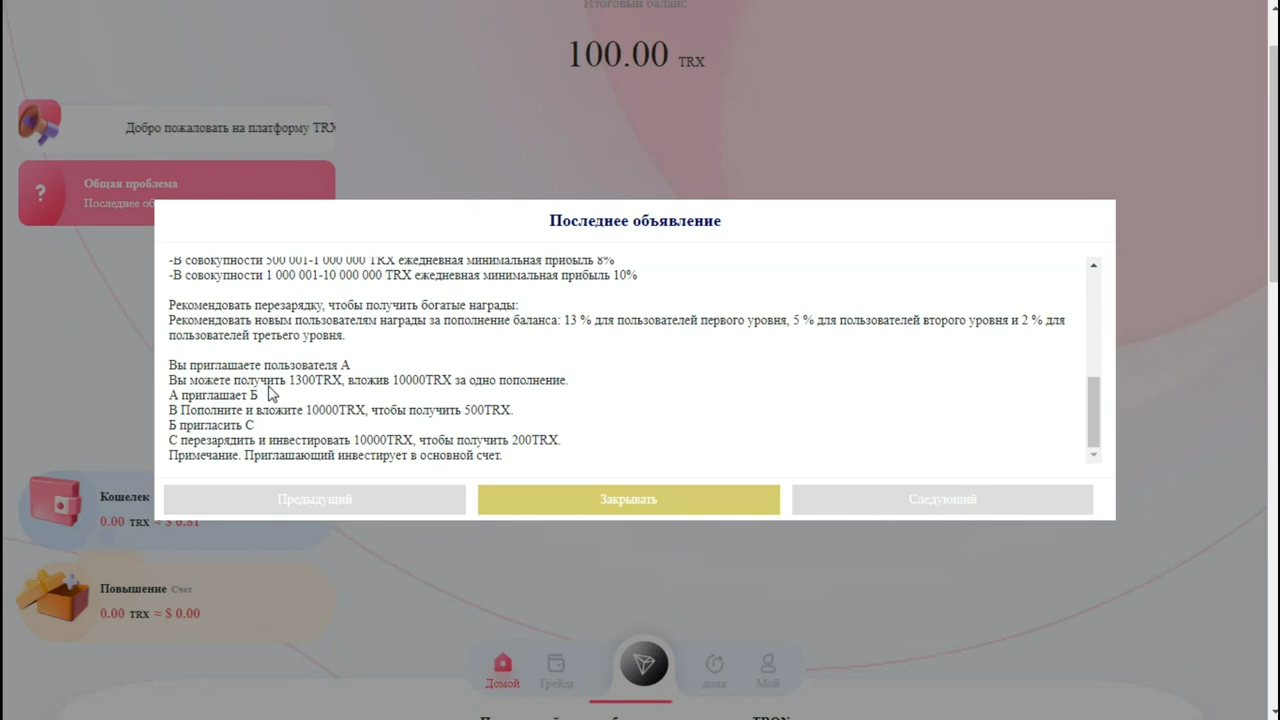 Итоговый баланс
100.00 TRX
Добро пожаловать на платформу TRX
Общая проблема
Последнее об
Последнее объявление
-В совокупности 500 001-1 000 000 TRX ежедневная минимальная прибыль 8%
-В совокупности 1 000 001-10 000 000 TRX ежедневная минимальная прибыль 10%
Рекомендовать перезарядку, чтобы получить богатые награды:
Рекомендовать новым пользователям награды за пополнение баланса: 13 % для пользователей первого уровня, 5 % для пользователей второго уровня и 2 % для
пользователей третьего уровня.
Вы приглашаете пользователя А
Вы можете получить 1300TRX, вложив 10000TRX за одно пополнение.
А приглашает Б
В Пополните и вложите 10000TRX, чтобы получить 500TRX.
Б пригласить С
С перезарядить и инвестировать 10000TRX, чтобы получить 200TRX.
Примечание. Приглашающий инвестирует в основной счет.
Предыдущий
Закрывать
Следующий
Кошелек
0.00 TRX ≈ $ 0.81
Повышение Счет
0.00 TRX ≈ $ 0.00
Домой
Трейдг
доля
Мой